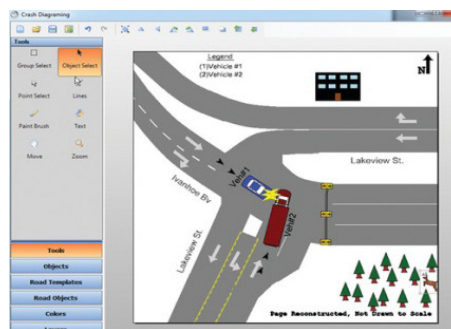 Crash Diagraming
Tools
Group Select
Object Select
Point Select
Lines
Paint Brush
Text
Move
Zoom
Tools
Objects
Road Templates
Road Objects
Colors
Legend
(1)Vehicle #1
(2)Vehicle #2
N
Lakeview St.
Ivanhoe Bv
Veh#1
Veh#2
Lakeview St.
Page Reconstructed, Not Drawn to Scale